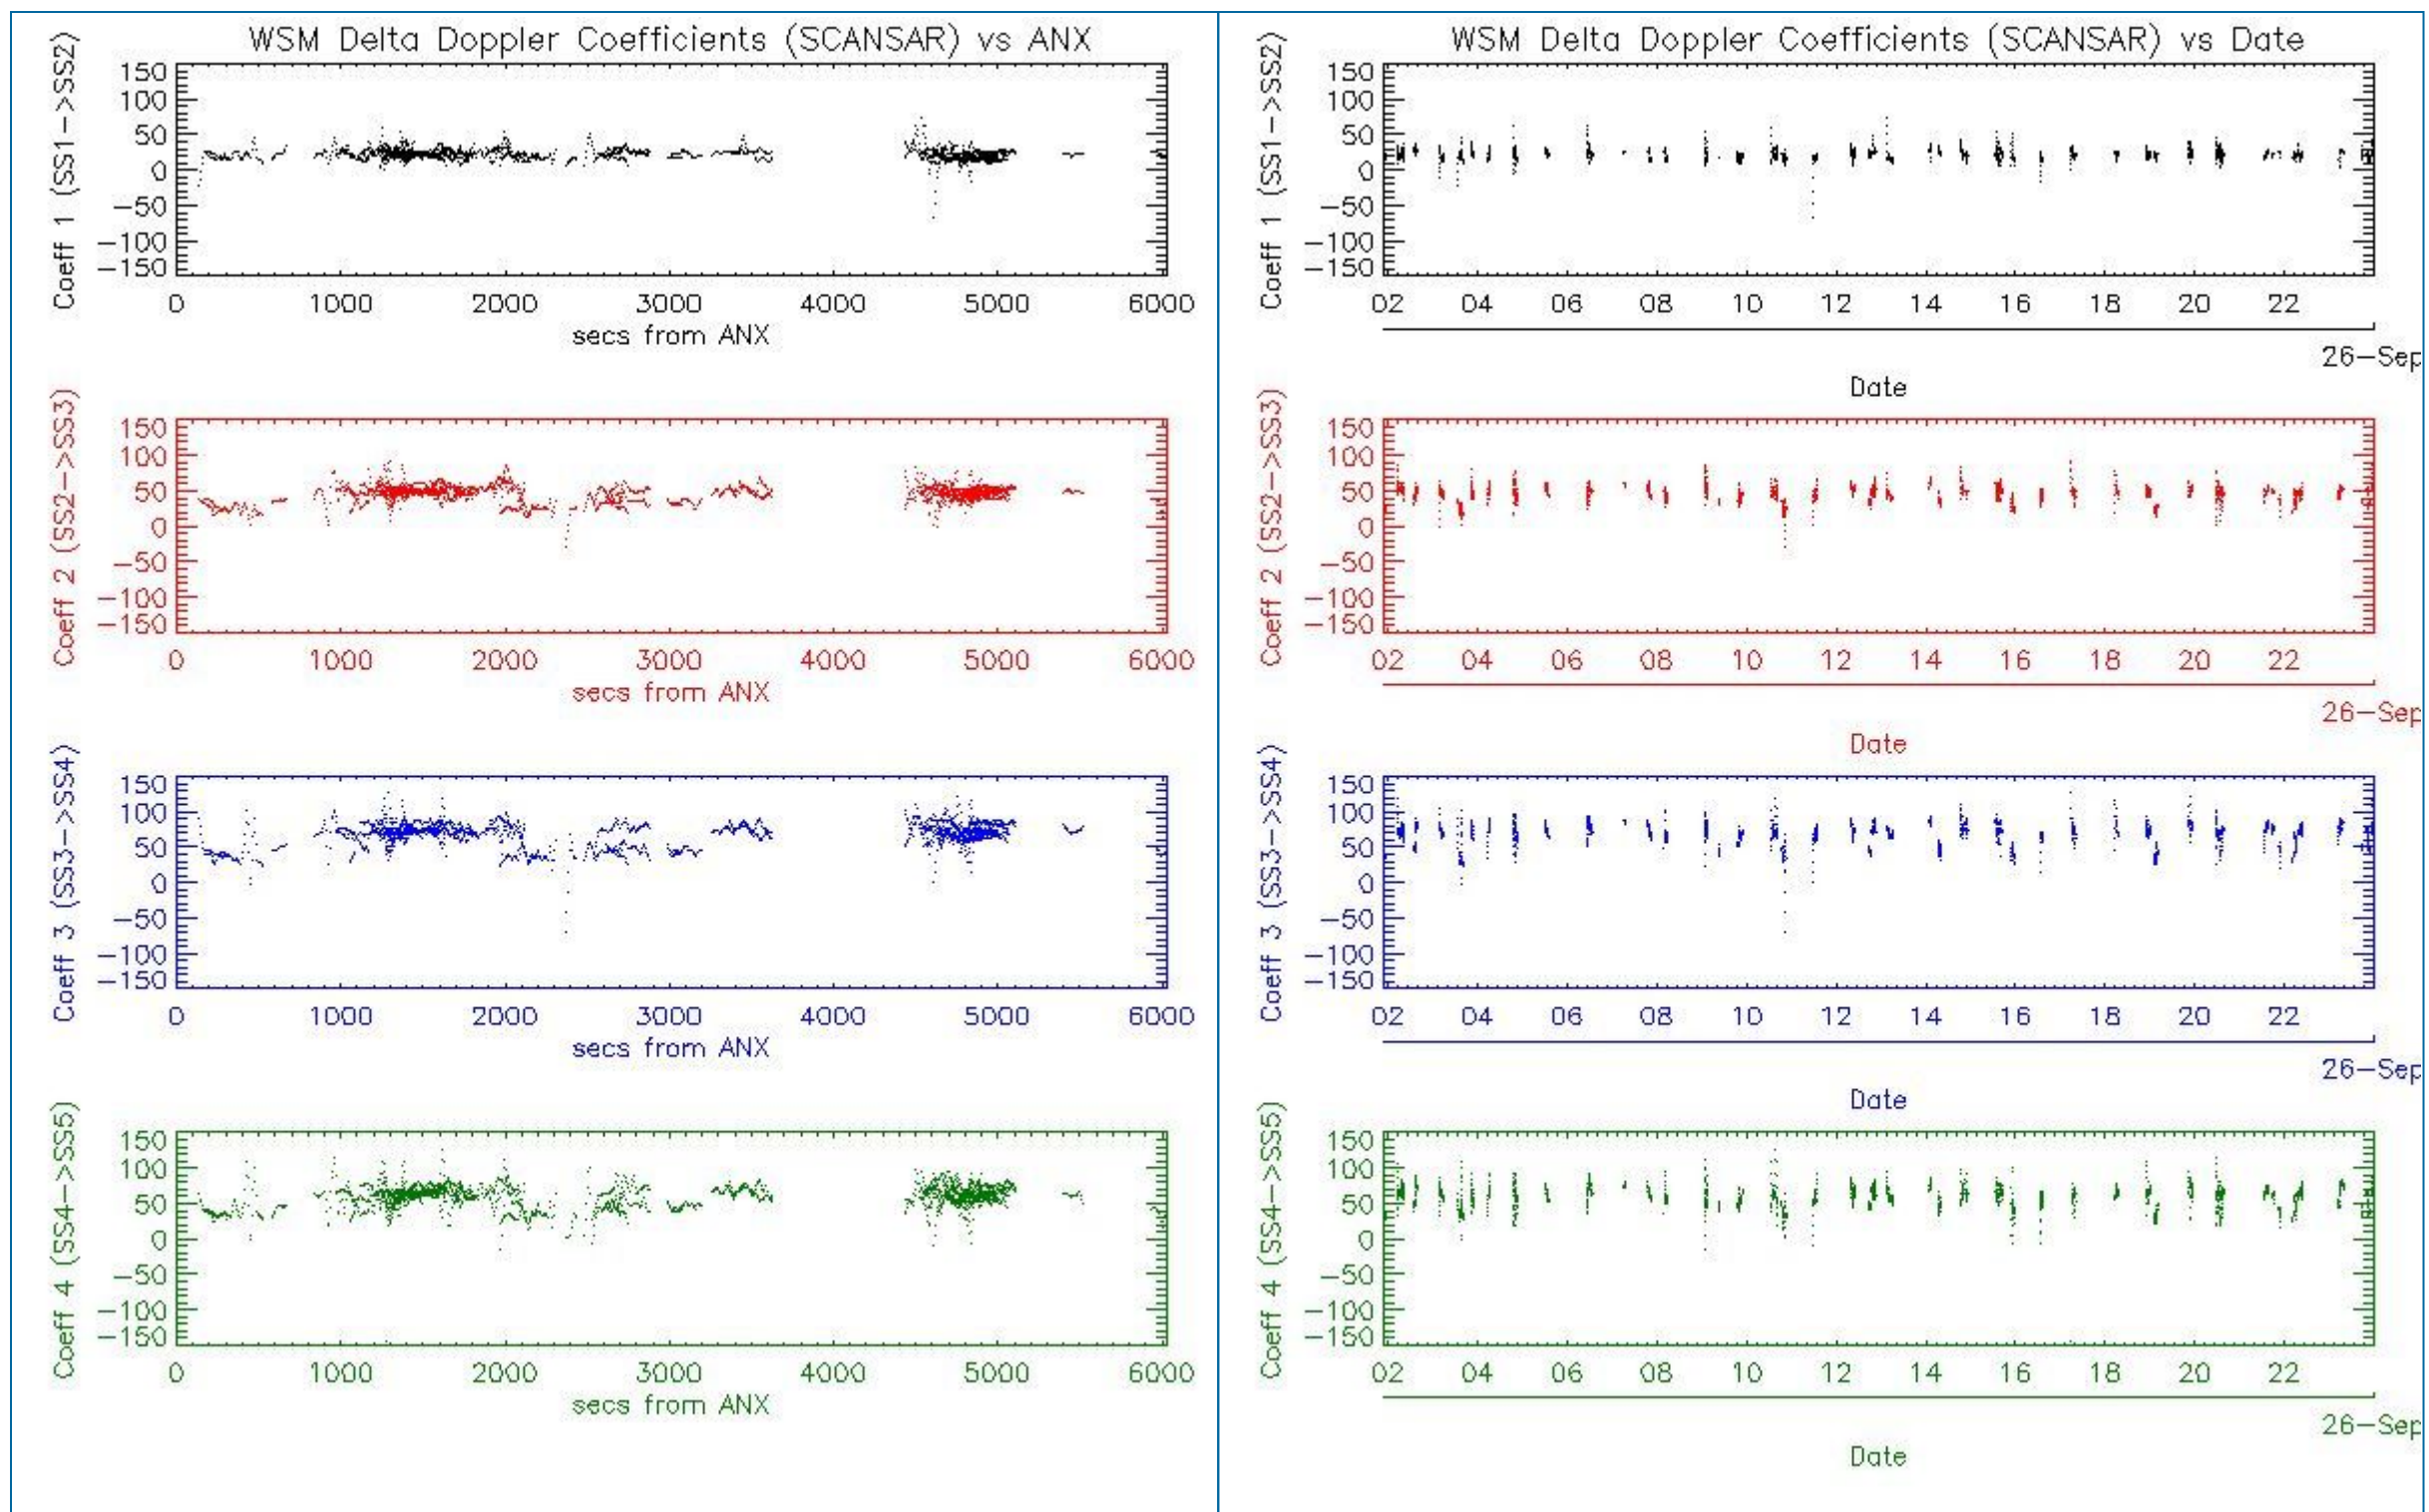 WSM Delta Doppler Coefficients (SCANSAR) vs ANX
Coeff 1 (SS1->SS2)
150
100
50
0
-50
-100
-150
0 1000 2000 3000 4000 5000 6000
secs from ANX
Coeff 2 (SS2->SS3)
150
100
50
0
-50
-100
-150
0 1000 2000 3000 4000 5000 6000
secs from ANX
Coeff 3 (SS3->SS4)
150
100
50
0
-50
-100
-150
0 1000 2000 3000 4000 5000 6000
secs from ANX
Coeff 4 (SS4->SS5)
150
100
50
0
-50
-100
-150
0 1000 2000 3000 4000 5000 6000
secs from ANX
WSM Delta Doppler Coefficients (SCANSAR) vs Date
Coeff 1 (SS1->SS2)
150
100
50
0
-50
-100
-150
02 04 06 08 10 12 14 16 18 20 22
26-Sep
Date
Coeff 2 (SS2->SS3)
150
100
50
0
-50
-100
-150
02 04 06 08 10 12 14 16 18 20 22
26-Sep
Date
Coeff 3 (SS3->SS4)
150
100
50
0
-50
-100
-150
02 04 06 08 10 12 14 16 18 20 22
26-Sep
Date
Coeff 4 (SS4->SS5)
150
100
50
0
-50
-100
-150
02 04 06 08 10 12 14 16 18 20 22
26-Sep
Date